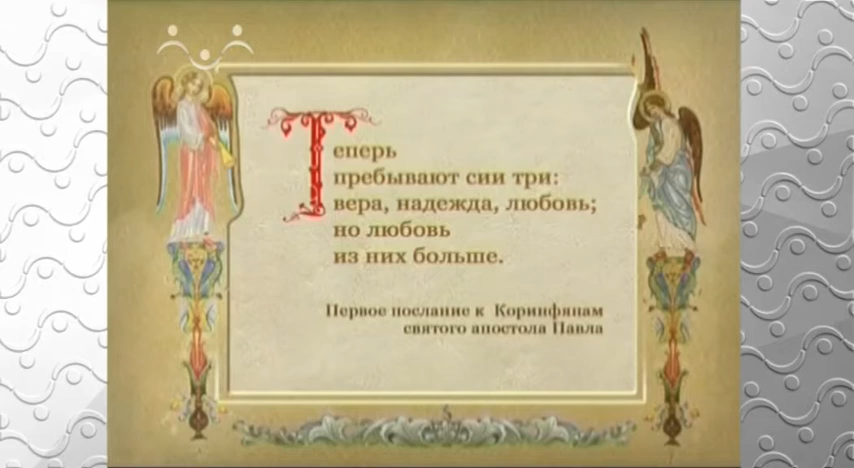 Теперь
пребывают сии три:
вера, надежда, любовь;
но любовь
из них больше.
Первое послание к Коринфянам
святого апостола Павла